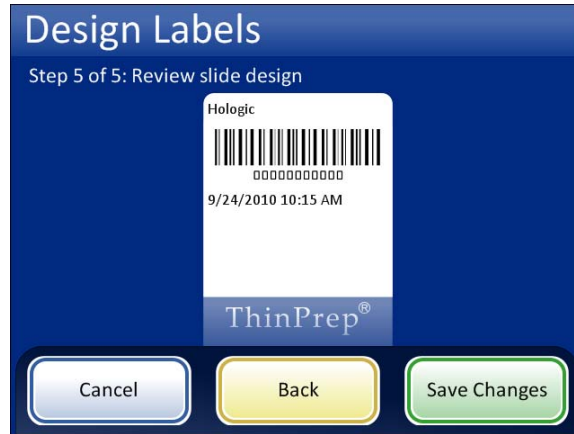 Design Labels
Step 5 of 5: Review slide design
Hologic
9/24/2010 10:15 AM
ThinPrep®
Cancel
Back
Save Changes